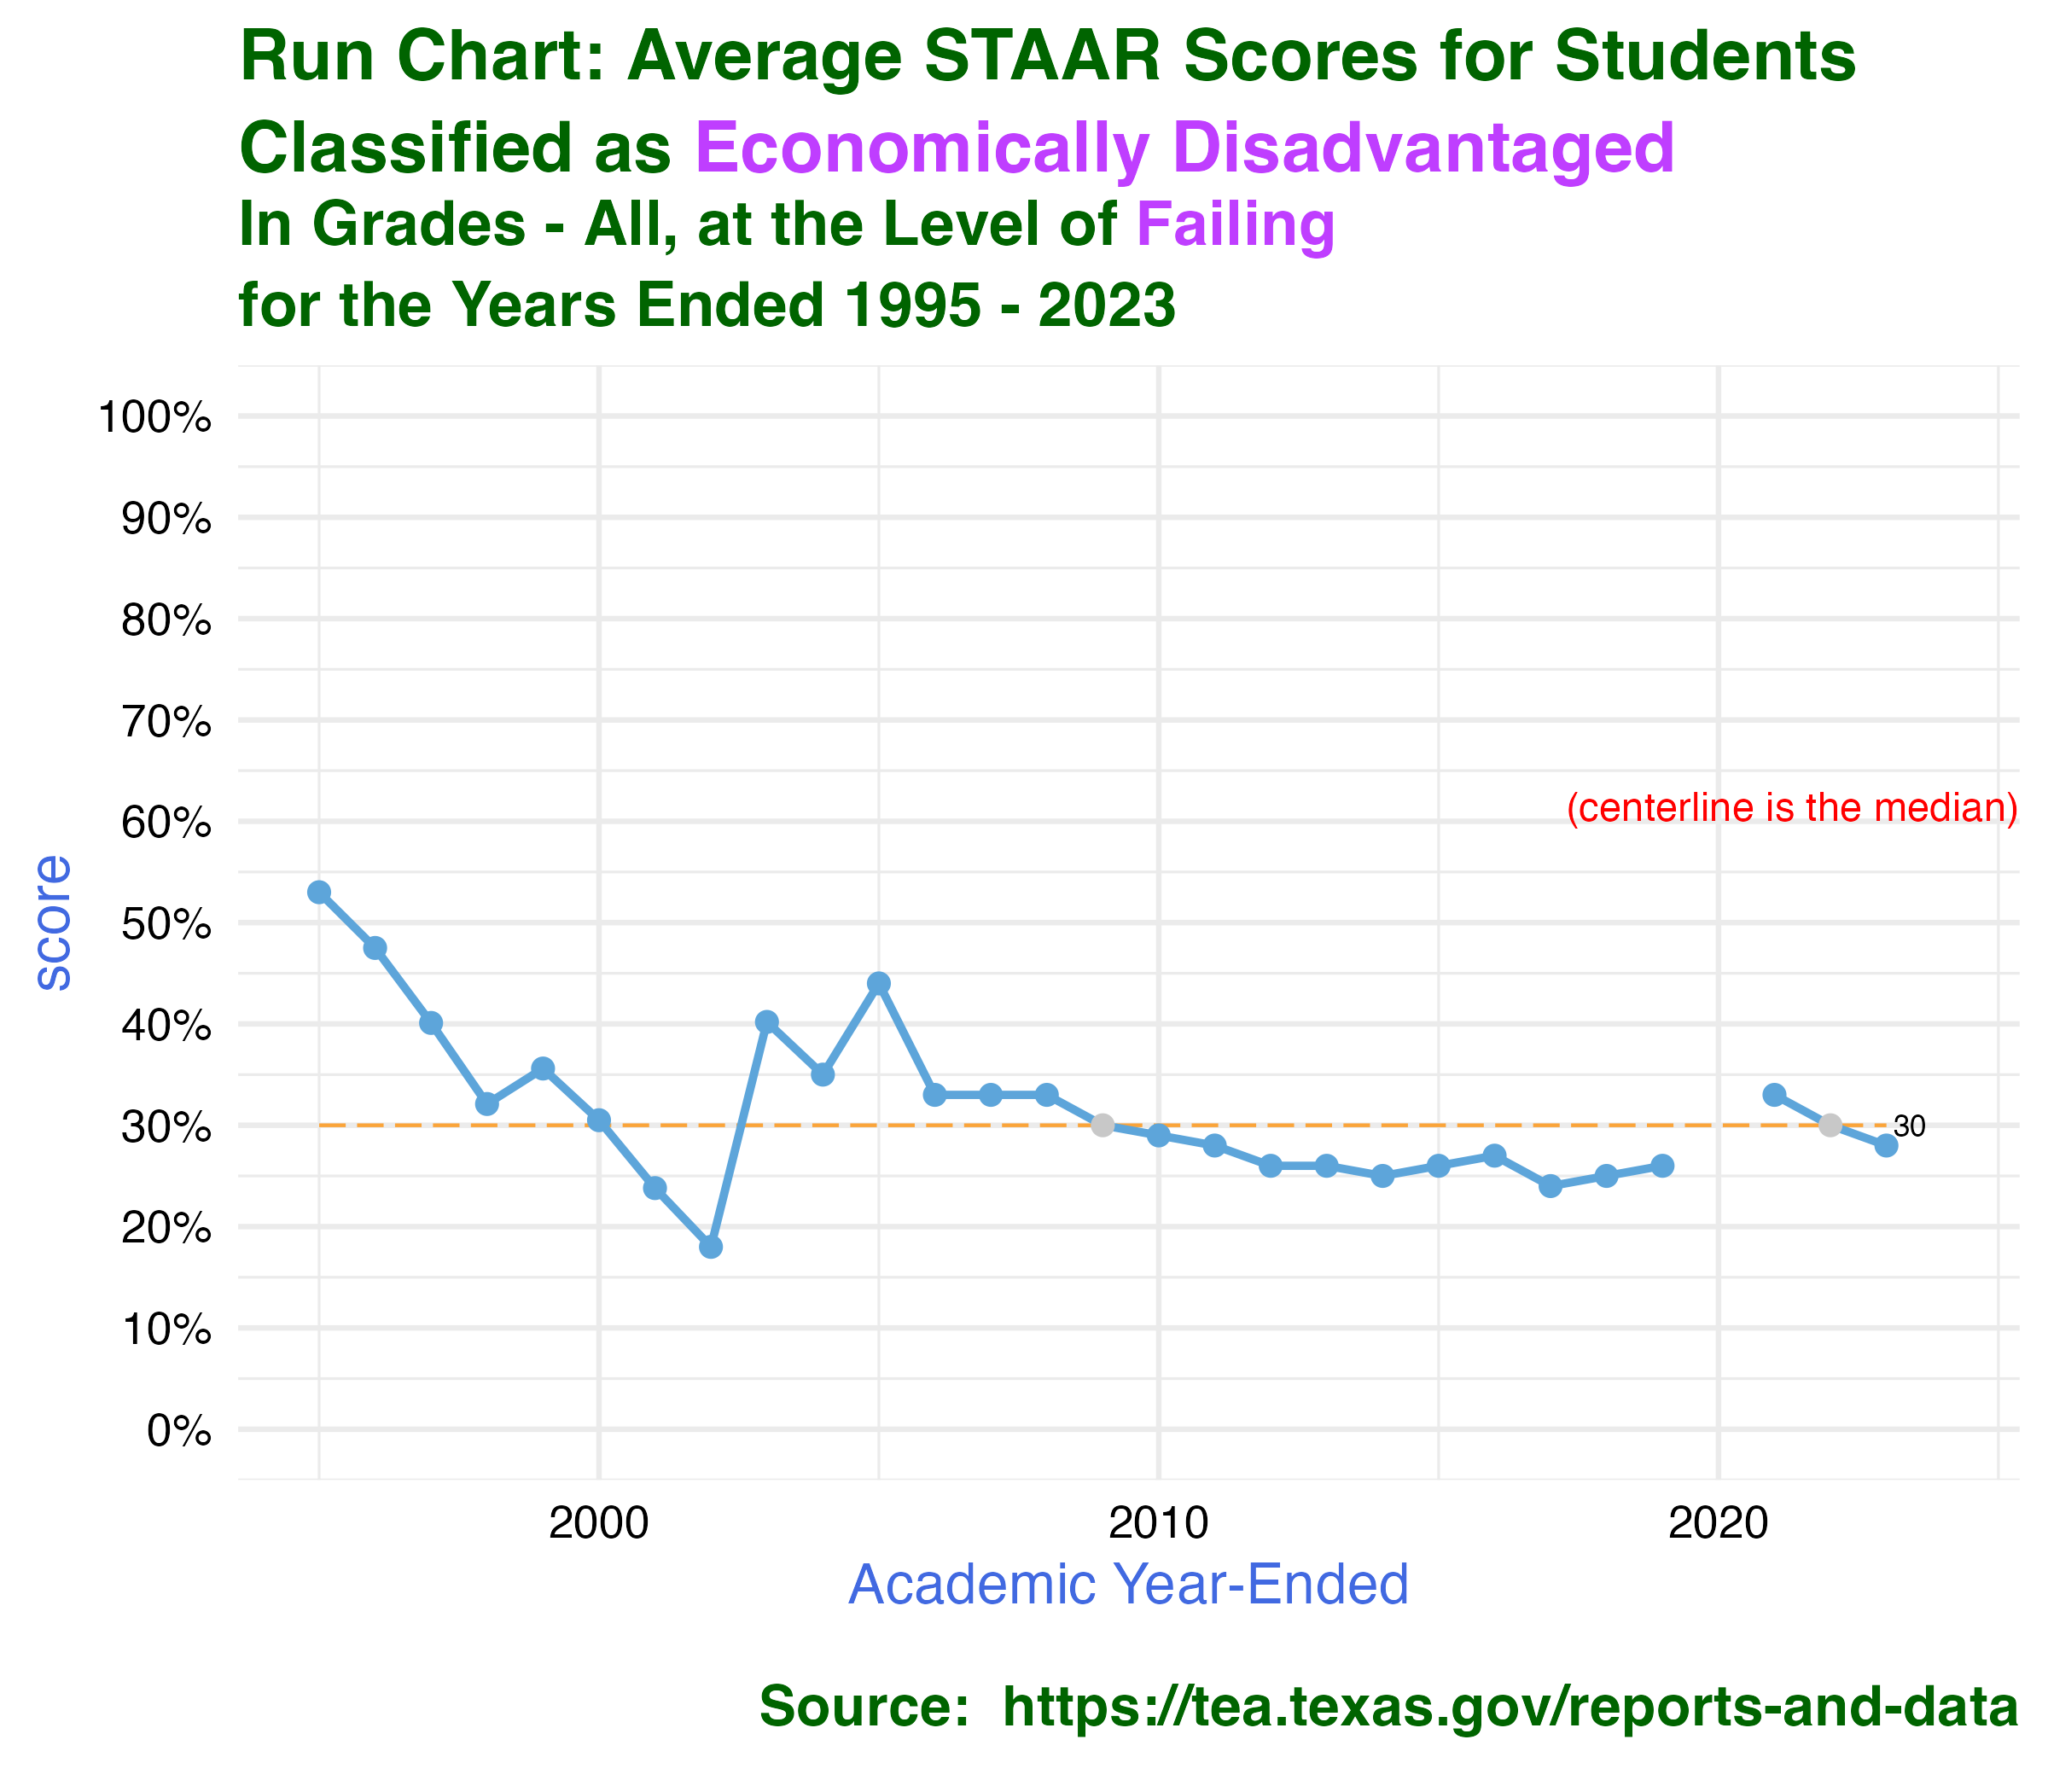 Run Chart: Average STAAR Scores for Students
Classified as Economically Disadvantaged
In Grades - All, at the Level of Failing
for the Years Ended 1995 - 2023
100%
90%
80%
70%
(centerline is the median)
60%
50%
40%
30%
30
20%
10%
0%
score
2000 2010 2020
Academic Year-Ended
Source:  https://tea.texas.gov/reports-and-data